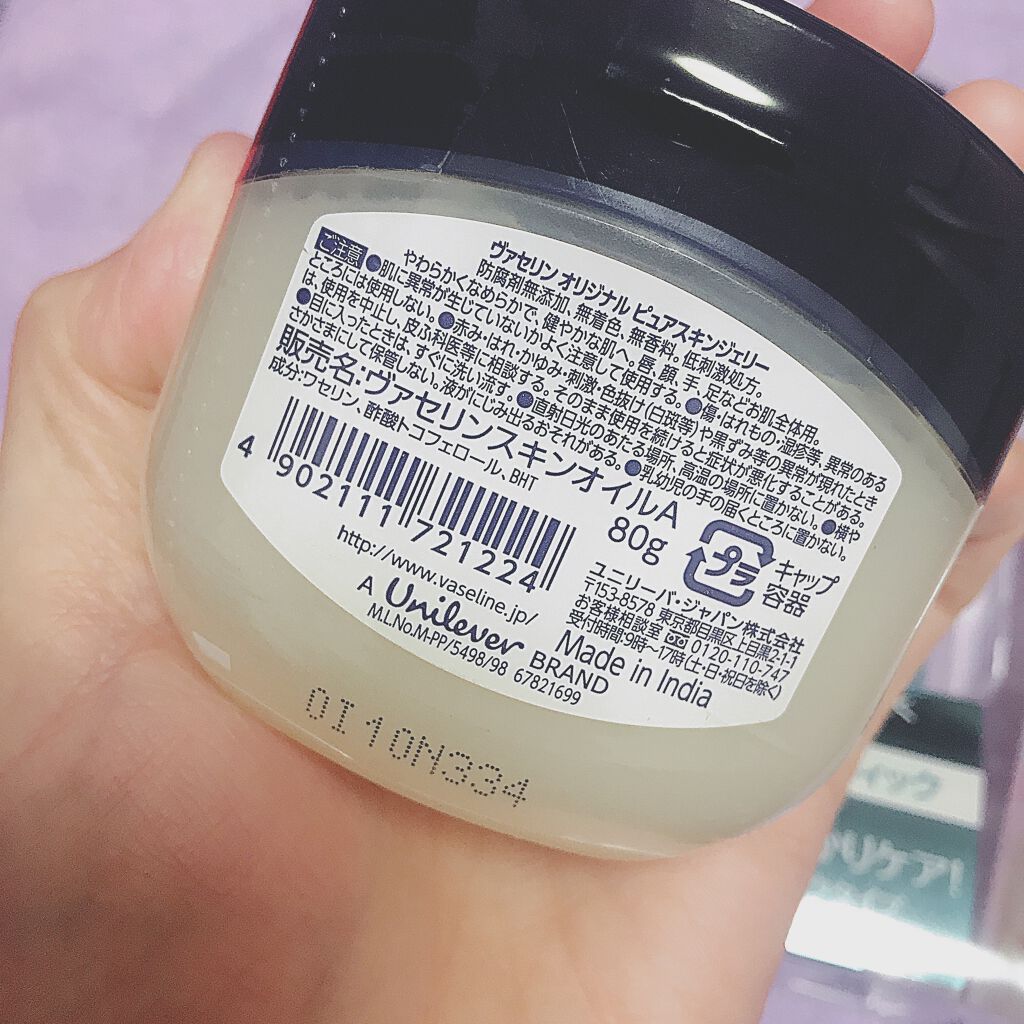 ヴァセリン オリジナル ピュアスキンジェリー
防腐剤無添加、無着色、無香料。低刺激処方。
やわらかくなめらかで、健やかな肌へ。唇、顔、手、足などお肌全体用。
ご注意 ●肌に異常が生じていないかよく注意して使用する。●傷・はれもの・湿疹等、異常のある
ところには使用しない。●赤み・はれ・かゆみ・刺激・色抜け(白斑等)や黒ずみ等の異常が現れたとき
は、使用を中止し、皮ふ科医等に相談する。そのまま使用を続けると症状が悪化することがある。
●目に入ったときは、すぐに洗い流す。●直射日光のあたる場所、高温の場所に置かない。●横や
さかさまにして保管しない。液がにじみ出るおそれがある。●乳幼児の手の届くところに置かない。
販売名:ヴァセリンスキンオイルA
成分:ワセリン、酢酸トコフェロール、BHT
80g
プラ
キャップ
容器
4 902111 721224
http://www.vaseline.jp/
A Unilever BRAND
M.L.No.M-PP/5498/98 67821699
ユニリーバ・ジャパン株式会社
〒153-8578 東京都目黒区上目黒2-1-1
お客様相談室 0120-110-747
受付時間:9時〜17時(土・日・祝日を除く)
Made in India
DI10N334
ィック
りケア!